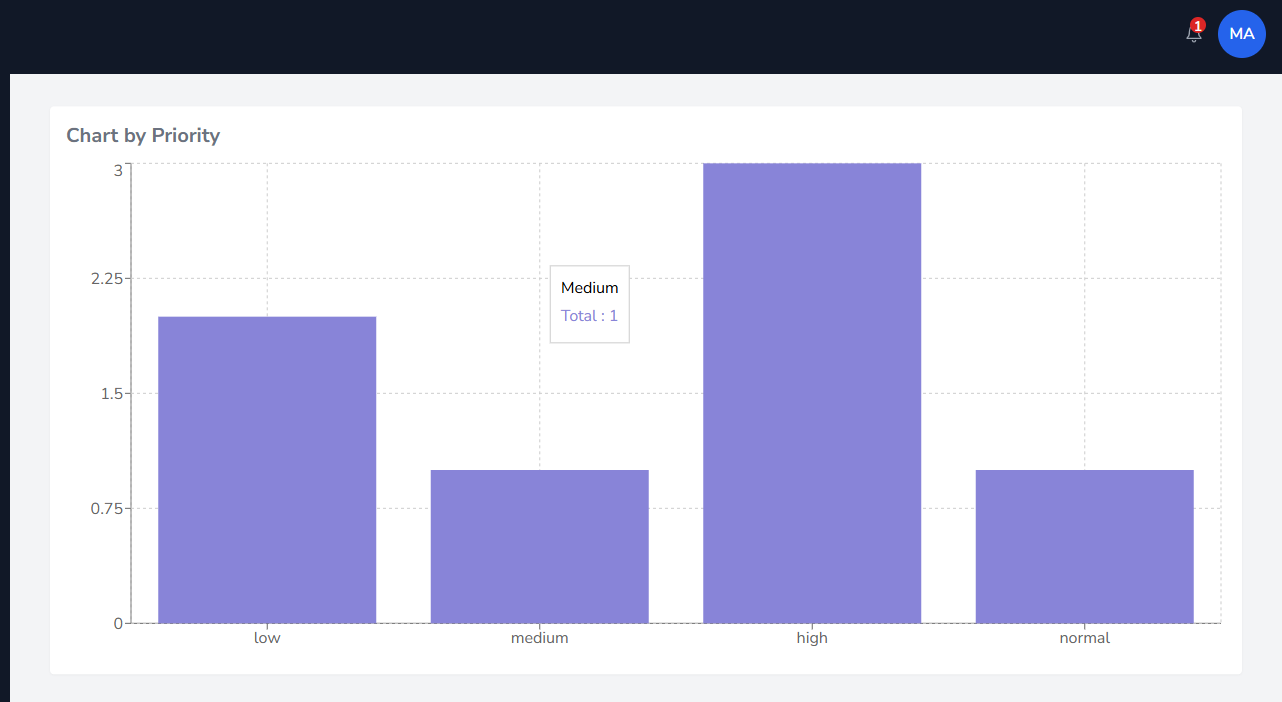 1
MA
Chart by Priority
3
2.25
1.5
0.75
0
Medium
Total : 1
low
medium
high
normal